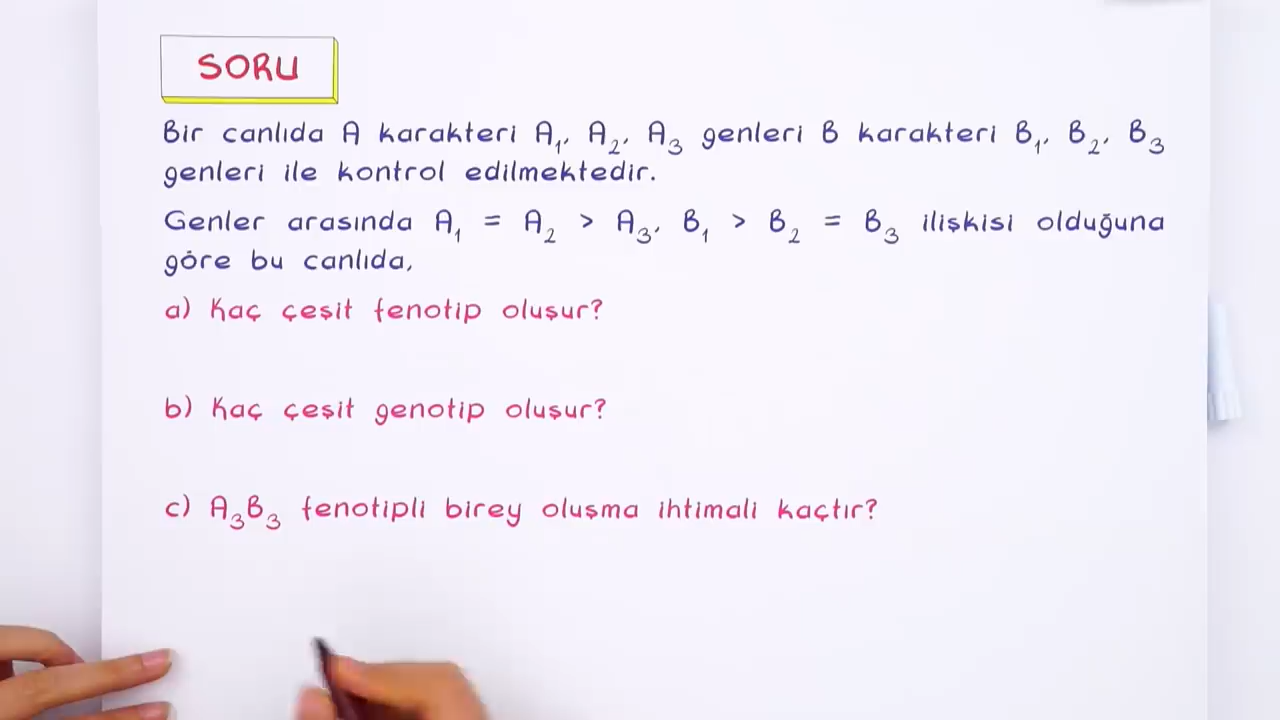 SORU
Bir canlıda A karakteri A₁, A₂, A₃ genleri B karakteri B₁, B₂, B₃
genleri ile kontrol edilmektedir.
Genler arasında A₁ = A₂ > A₃, B₁ > B₂ = B₃ ilişkisi olduğuna
göre bu canlıda,
a) Kaç çeşit fenotip oluşur?
b) Kaç çeşit genotip oluşur?
c) A₃B₃ fenotipli birey oluşma ihtimali kaçtır?